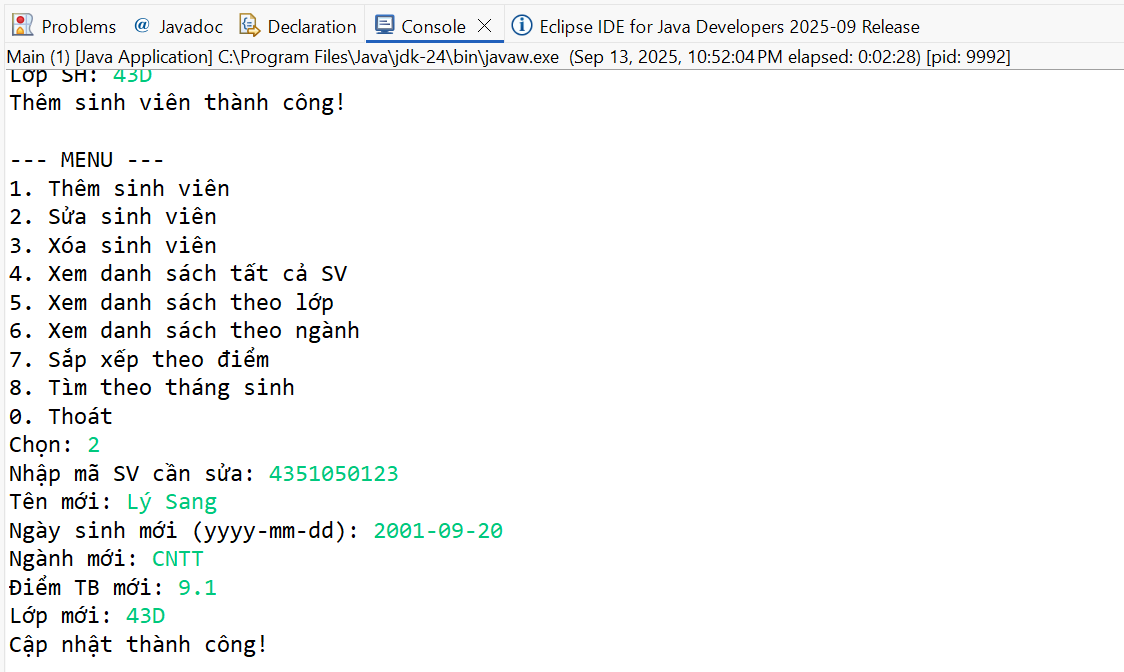 Problems @ Javadoc Declaration Console Eclipse IDE for Java Developers 2025-09 Release
Main (1) [Java Application] C:\Program Files\Java\jdk-24\bin\javaw.exe (Sep 13, 2025, 10:52:04 PM elapsed: 0:02:28) [pid: 9992]
Lớp SH: 43D
Thêm sinh viên thành công!
--- MENU ---
1. Thêm sinh viên
2. Sửa sinh viên
3. Xóa sinh viên
4. Xem danh sách tất cả SV
5. Xem danh sách theo lớp
6. Xem danh sách theo ngành
7. Sắp xếp theo điểm
8. Tìm theo tháng sinh
0. Thoát
Chọn: 2
Nhập mã SV cần sửa: 4351050123
Tên mới: Lý Sang
Ngày sinh mới (yyyy-mm-dd): 2001-09-20
Ngành mới: CNTT
Điểm TB mới: 9.1
Lớp mới: 43D
Cập nhật thành công!